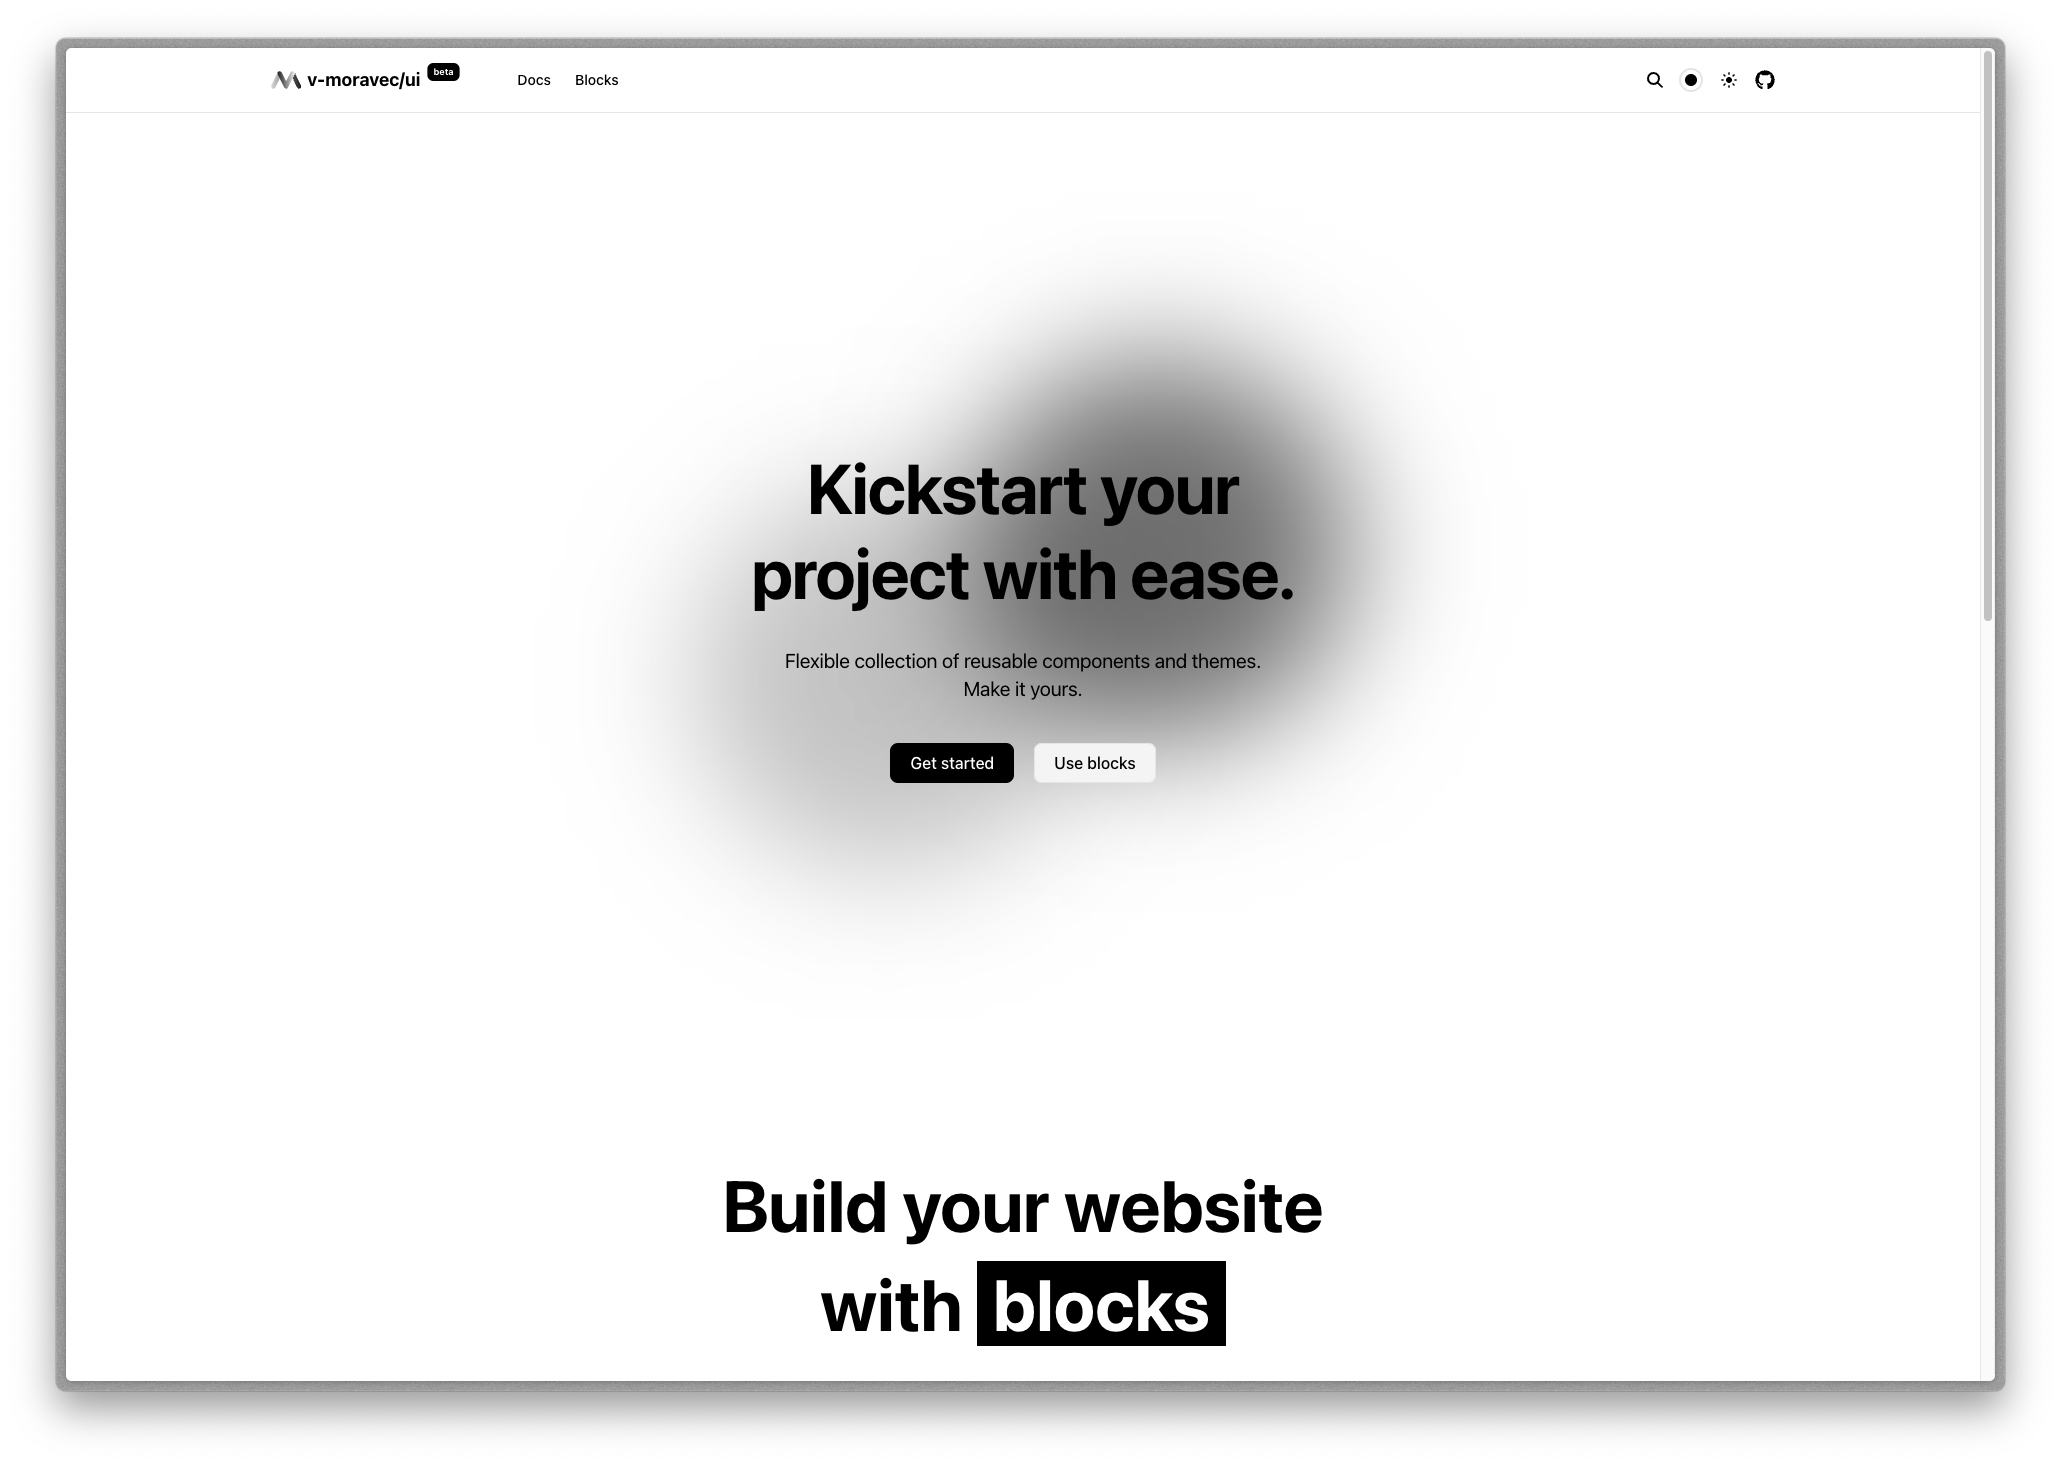 v-moravec/ui
beta
Docs
Blocks
Kickstart your
project with ease.
Flexible collection of reusable components and themes.
Make it yours.
Get started
Use blocks
Build your website
with blocks